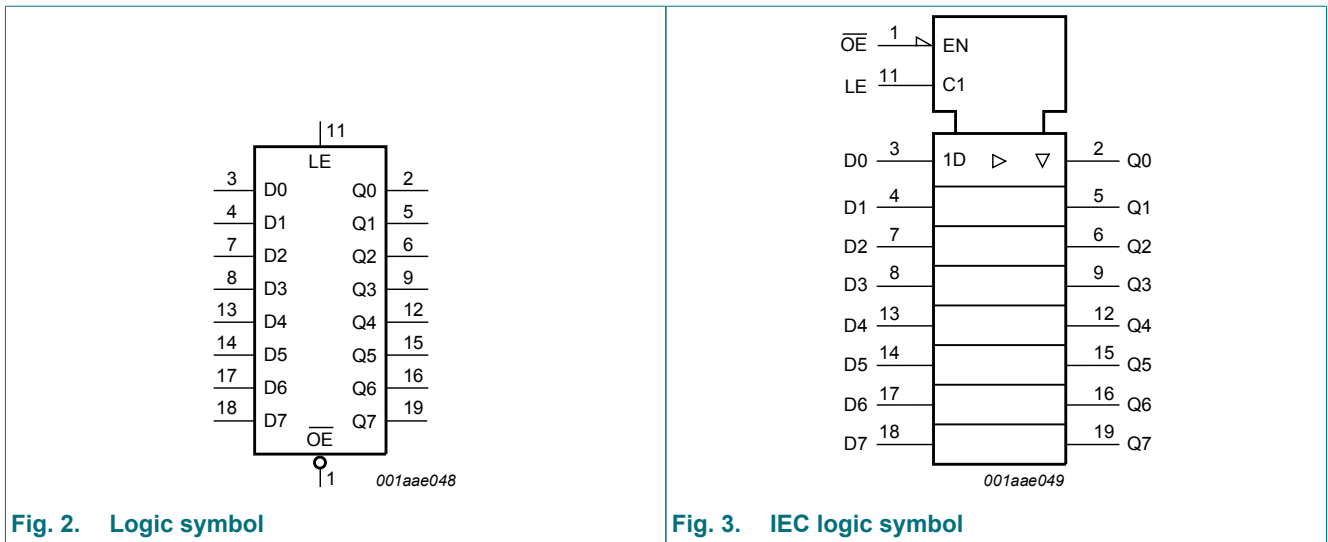 11
LE
3 D0 Q0 2
4 D1 Q1 5
7 D2 Q2 6
8 D3 Q3 9
13 D4 Q4 12
14 D5 Q5 15
17 D6 Q6 16
18 D7 Q7 19
OE
1
001aae048
Fig. 2. Logic symbol
OE 1 EN
LE 11 C1
D0 3 1D 2 Q0
D1 4 5 Q1
D2 7 6 Q2
D3 8 9 Q3
D4 13 12 Q4
D5 14 15 Q5
D6 17 16 Q6
D7 18 19 Q7
001aae049
Fig. 3. IEC logic symbol